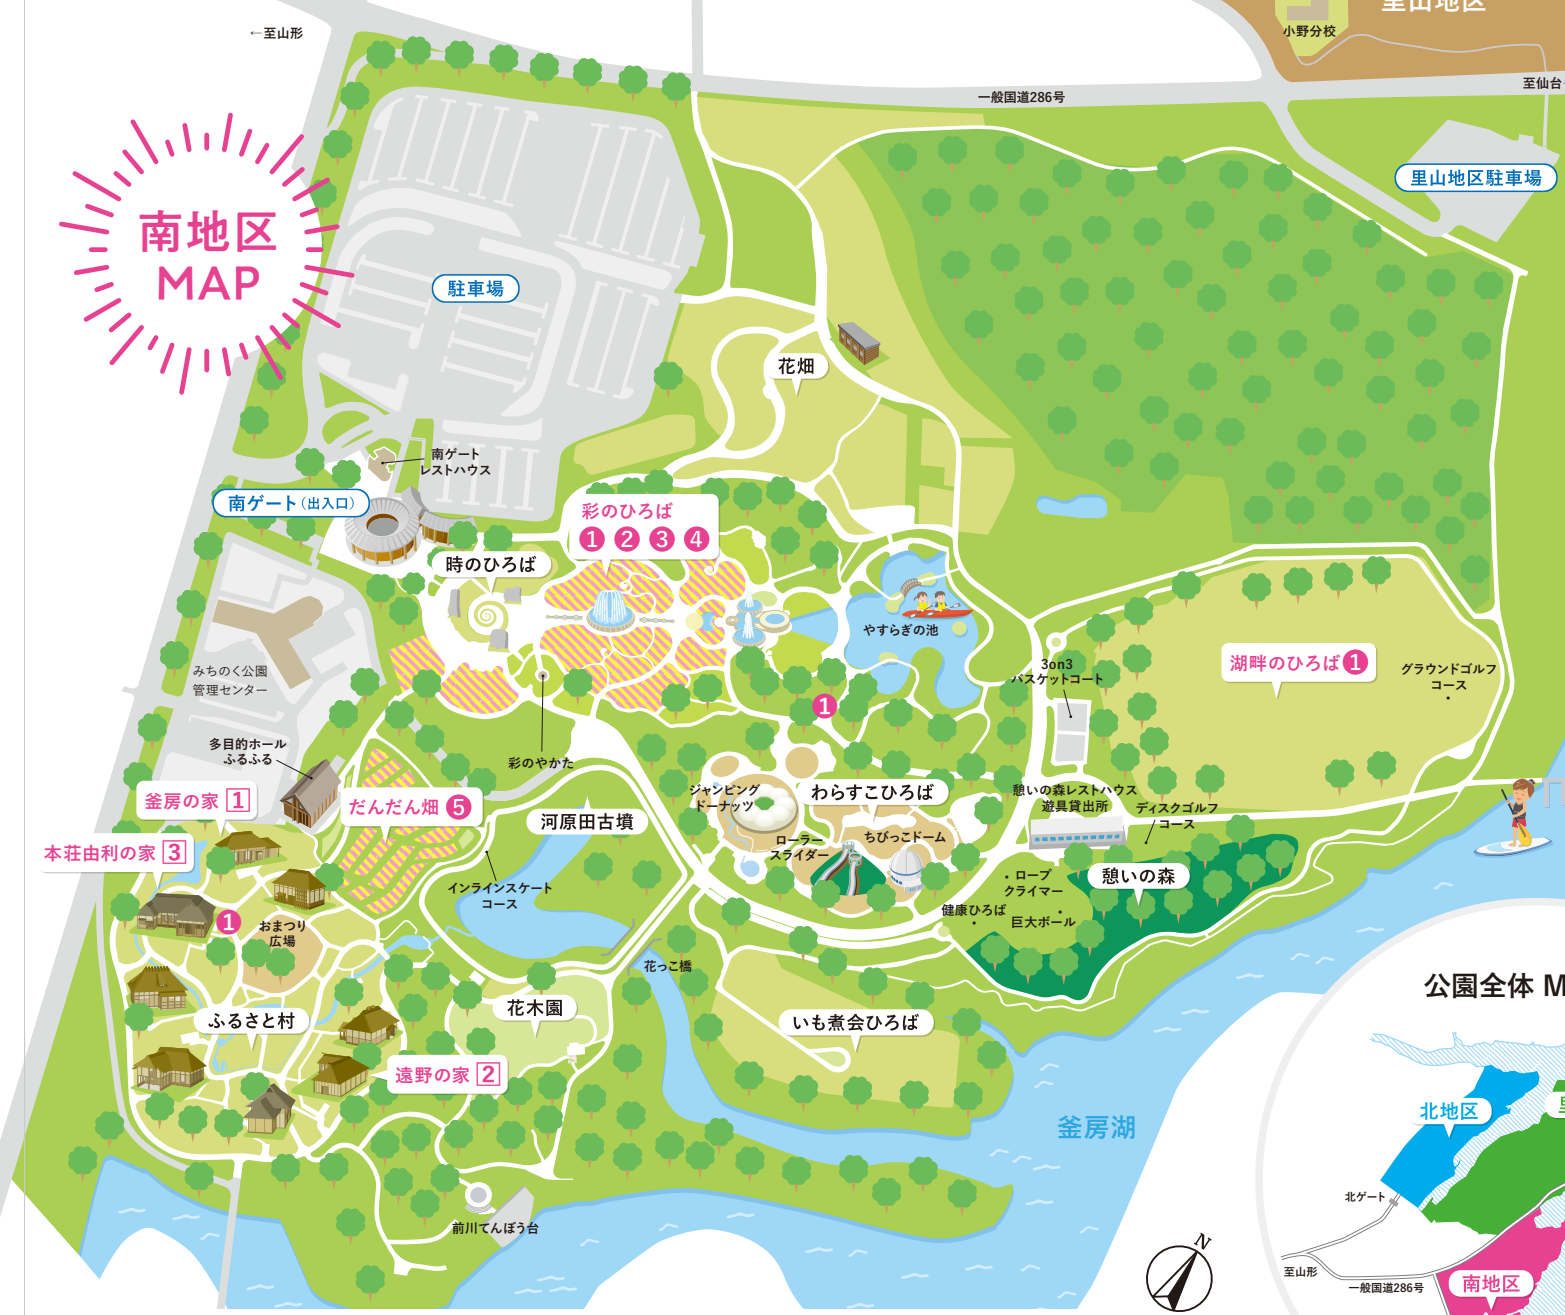 ←至山形
小野分校
里山地区
至仙台
一般国道286号
里山地区駐車場
南地区
MAP
駐車場
花畑
南ゲート
レストハウス
南ゲート(出入口)
彩のひろば
1 2 3 4
時のひろば
やすらぎの池
みちのく公園
管理センター
3on3
バスケットコート
湖畔のひろば1
グラウンドゴルフ
コース
1
多目的ホール
ふるふる
彩のやかた
釜房の家 1
だんだん畑 5
河原田古墳
ジャンピング
ドーナッツ
わらすこひろば
憩いの森レストハウス
遊具貸出所
ディスクゴルフ
コース
本荘由利の家 3
ローラー
スライダー
ちびっこドーム
インラインスケート
コース
・ロープ
クライマー
憩いの森
1
おまつり
広場
健康ひろば
巨大ボール
花っこ橋
公園全体 M
ふるさと村
花木園
いも煮会ひろば
遠野の家 2
釜房湖
北地区
里
北ゲート
前川てんぼう台
N
至山形
一般国道286号
南地区